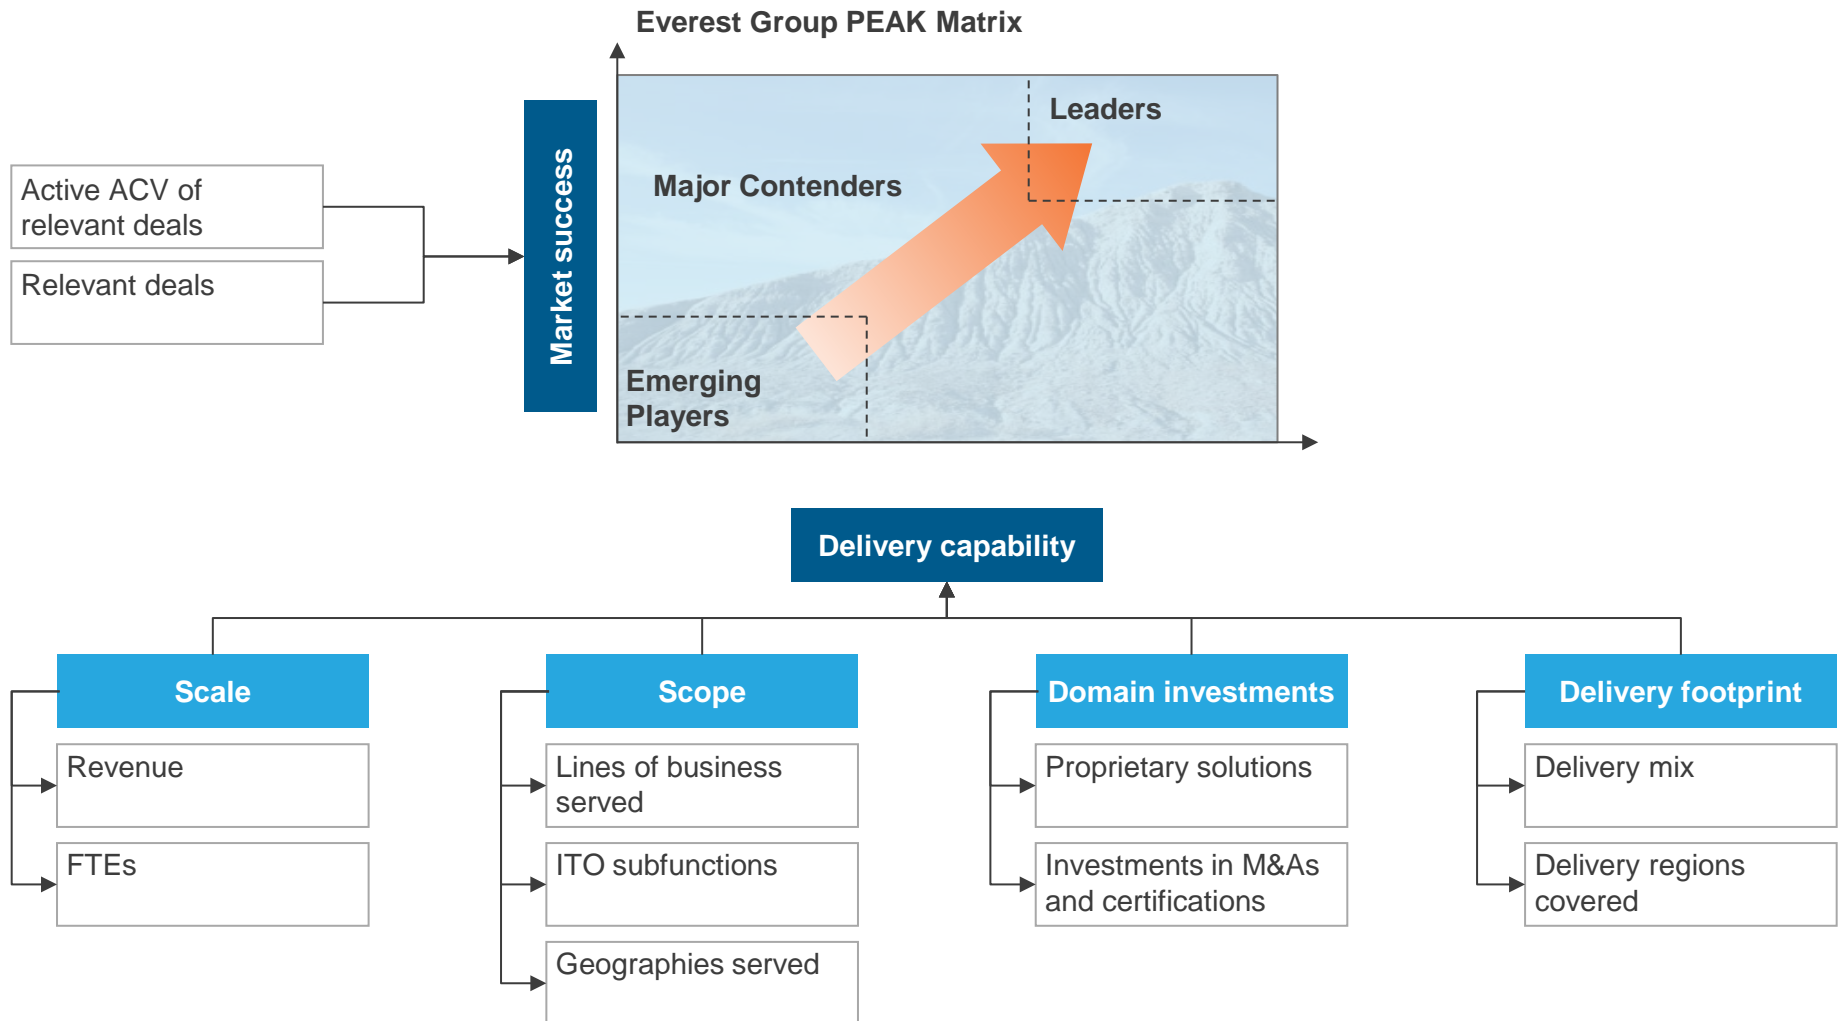 Everest Group PEAK Matrix
Leaders
Major Contenders
Emerging
Players
Market success
Active ACV of
relevant deals
Relevant deals
Delivery capability
Scale
Revenue
FTEs
Scope
Lines of business
served
ITO subfunctions
Geographies served
Domain investments
Proprietary solutions
Investments in M&As
and certifications
Delivery footprint
Delivery mix
Delivery regions
covered